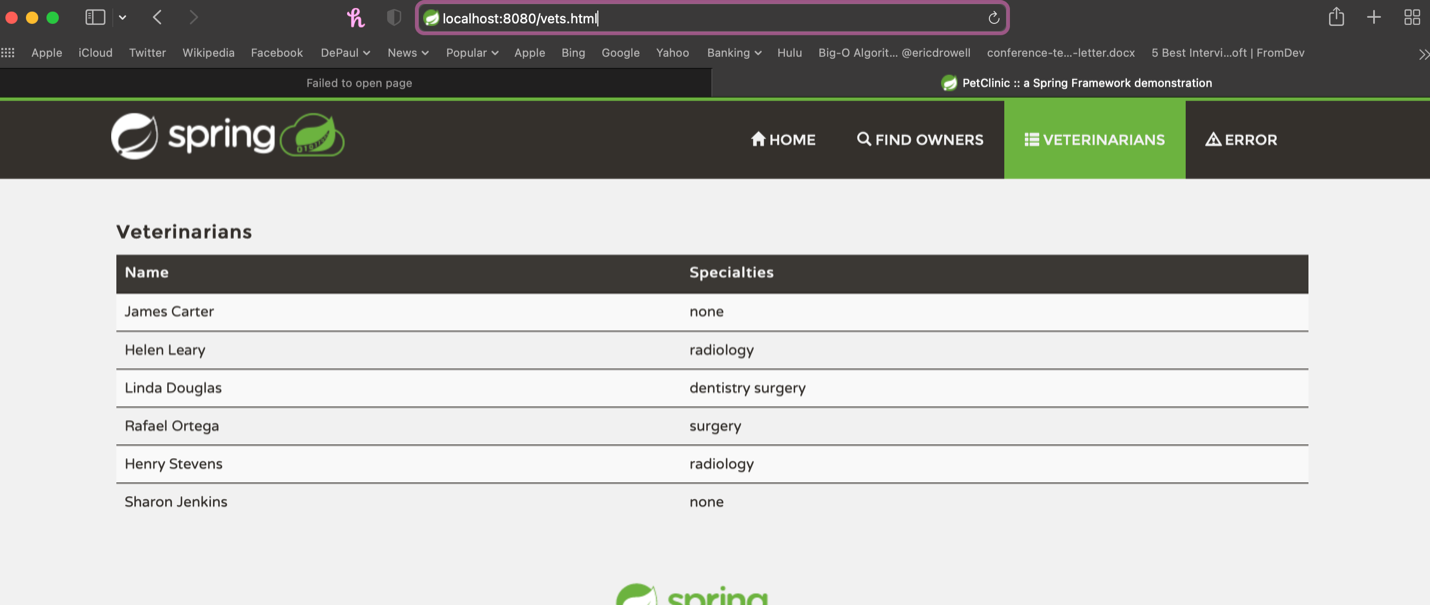 localhost:8080/vets.html
Apple iCloud Twitter Wikipedia Facebook DePaul News Popular Apple Bing Google Yahoo Banking Hulu Big-O Algorit... @ericdrowell conference-te...-letter.docx 5 Best Intervi...oft | FromDev
Failed to open page PetClinic :: a Spring Framework demonstration
spring HOME FIND OWNERS VETERINARIANS ERROR
Veterinarians
Name Specialties
James Carter none
Helen Leary radiology
Linda Douglas dentistry surgery
Rafael Ortega surgery
Henry Stevens radiology
Sharon Jenkins none
spring